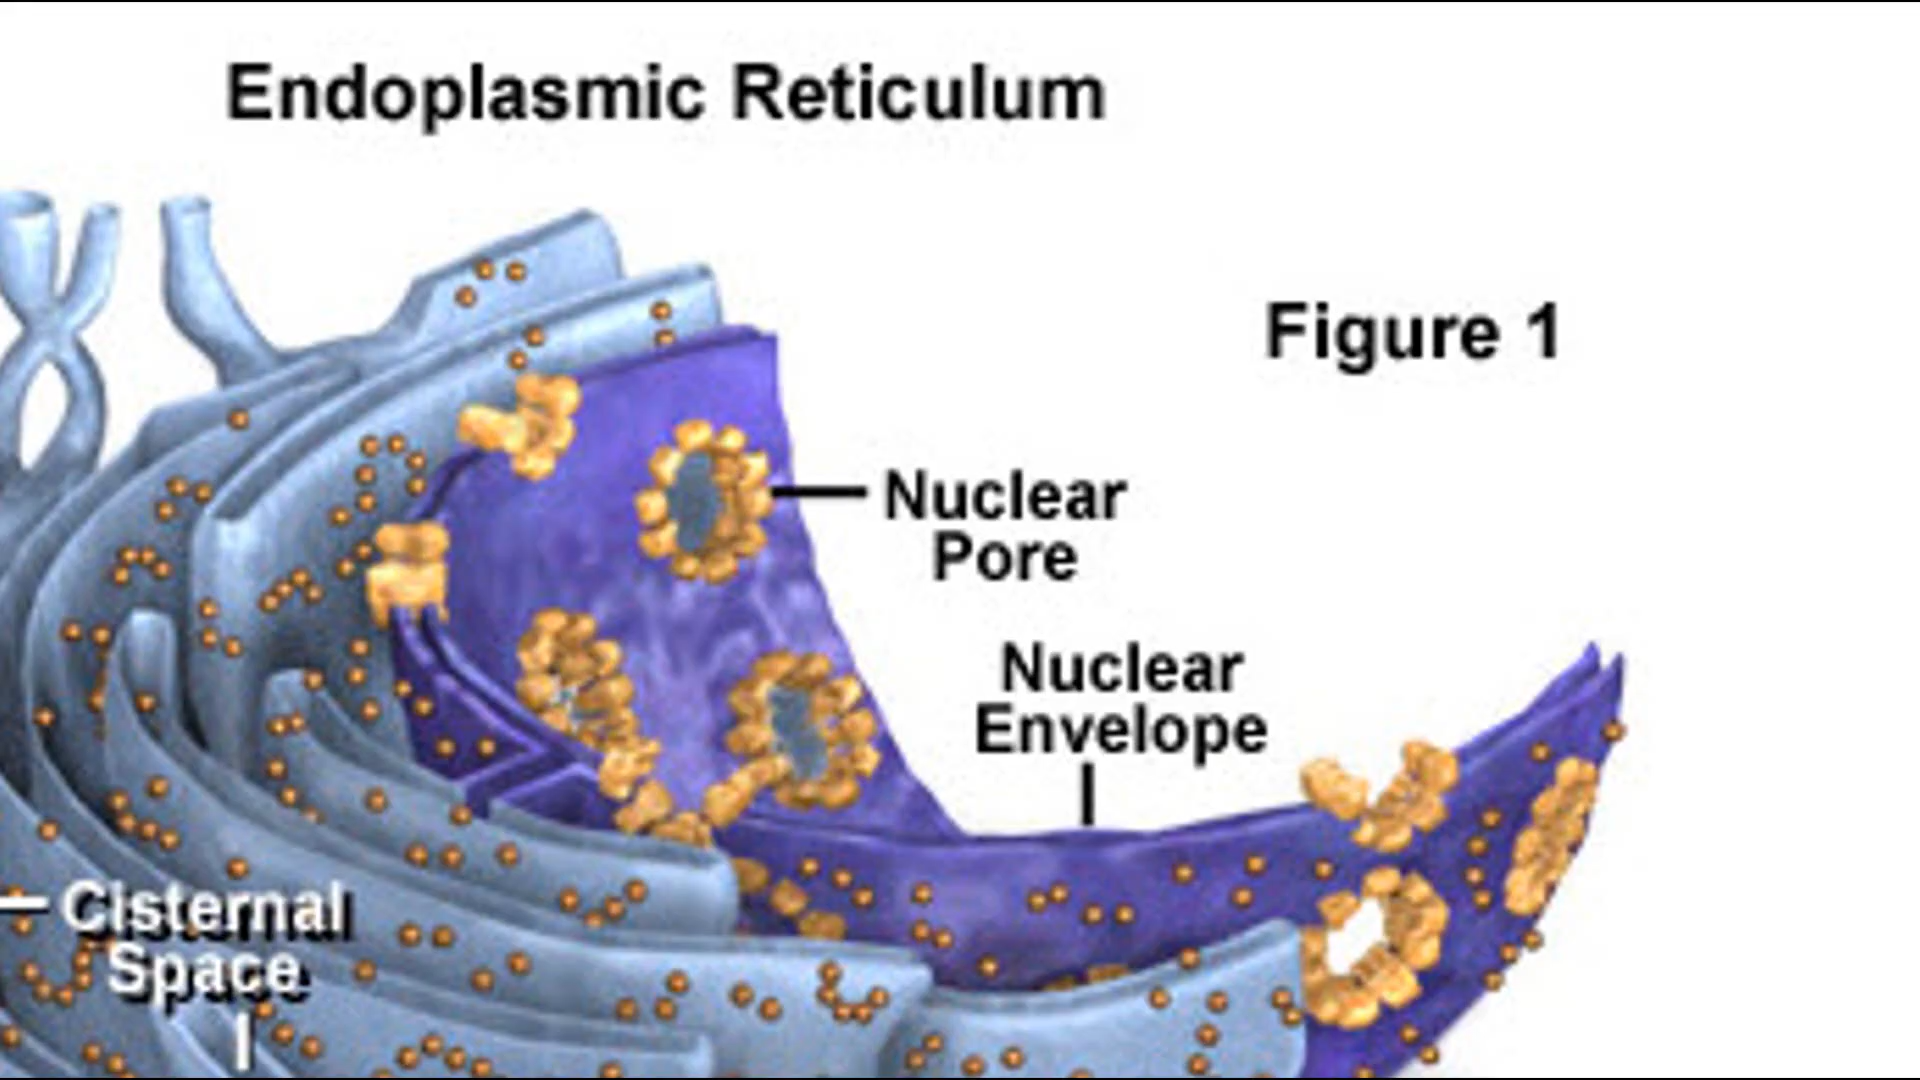 Endoplasmic Reticulum
Figure 1
Nuclear
Pore
Nuclear
Envelope
Cisternal
Space